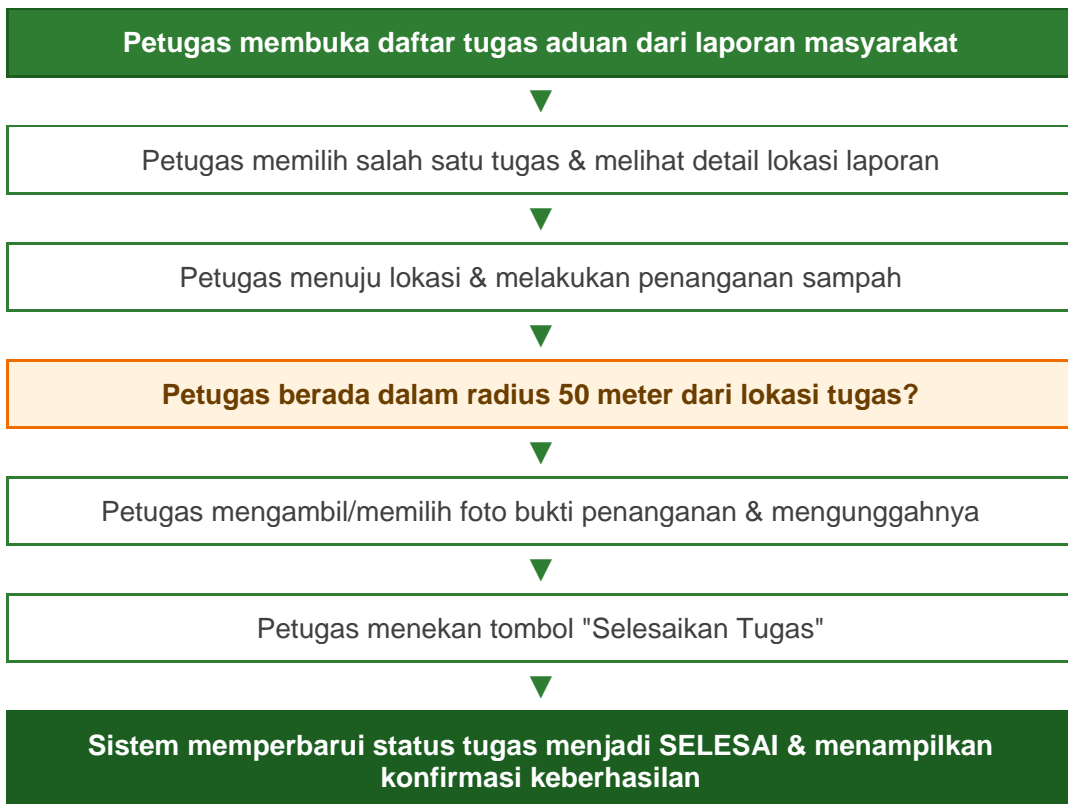 Petugas membuka daftar tugas aduan dari laporan masyarakat
Petugas memilih salah satu tugas & melihat detail lokasi laporan
Petugas menuju lokasi & melakukan penanganan sampah
Petugas berada dalam radius 50 meter dari lokasi tugas?
Petugas mengambil/memilih foto bukti penanganan & mengunggahnya
Petugas menekan tombol "Selesaikan Tugas"
Sistem memperbarui status tugas menjadi SELESAI & menampilkan
konfirmasi keberhasilan